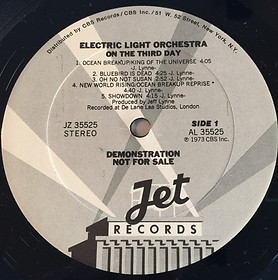 Distributed by CBS Records / CBS Inc. / 51 W. 52 Street, New York, N.Y.
ELECTRIC LIGHT ORCHESTRA
ON THE THIRD DAY
1. OCEAN BREAKUP/KING OF THE UNIVERSE 4:05
J. Lynne-
2. BLUEBIRD IS DEAD 4:25 -J. Lynne-
3. OH NO NOT SUSAN 3:12 -J. Lynne-
4. NEW WORLD RISING/OCEAN BREAKUP REPRISE
4:40 -J. Lynne-
5. SHOWDOWN 4:15 -J. Lynne-
Produced by Jeff Lynne
Recorded at De Lane Lea Studios, London.
JZ 35525
STEREO
SIDE 1
AL 35525
℗ 1973 CBS Inc.
DEMONSTRATION
NOT FOR SALE
Jet
RECORDS